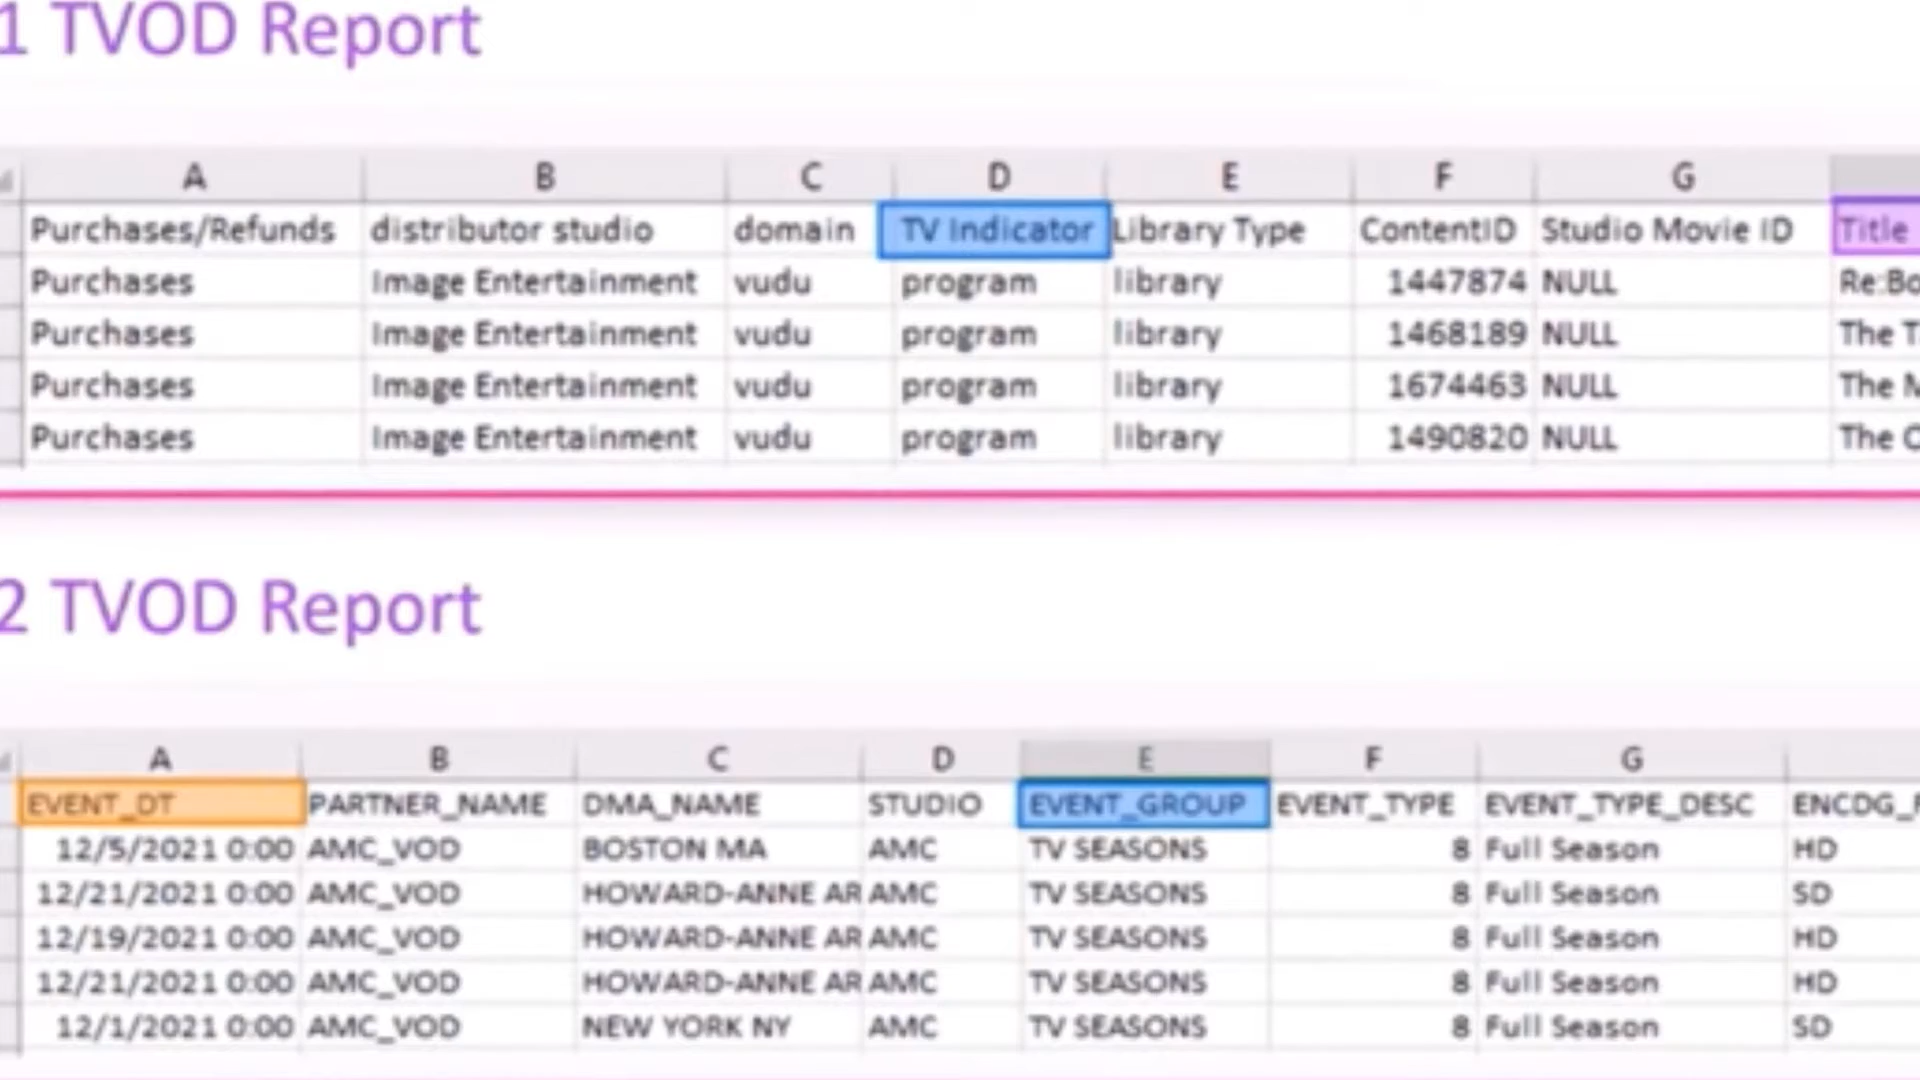 1 TVOD Report
A B C D E F G
Purchases/Refunds distributor studio domain TV Indicator Library Type ContentID Studio Movie ID Title
Purchases Image Entertainment vudu program library 1447874 NULL Re:Bo
Purchases Image Entertainment vudu program library 1468189 NULL The T
Purchases Image Entertainment vudu program library 1674463 NULL The M
Purchases Image Entertainment vudu program library 1490820 NULL The
2 TVOD Report
A B C D E F G
EVENT_DT PARTNER_NAME DMA_NAME STUDIO EVENT_GROUP EVENT_TYPE EVENT_TYPE_DESC ENCDG_
12/5/2021 0:00 AMC_VOD BOSTON MA AMC TV SEASONS 8 Full Season HD
12/21/2021 0:00 AMC_VOD HOWARD-ANNE AR AMC TV SEASONS 8 Full Season SD
12/19/2021 0:00 AMC_VOD HOWARD-ANNE AR AMC TV SEASONS 8 Full Season HD
12/21/2021 0:00 AMC_VOD HOWARD-ANNE AR AMC TV SEASONS 8 Full Season HD
12/1/2021 0:00 AMC_VOD NEW YORK NY AMC TV SEASONS 8 Full Season SD